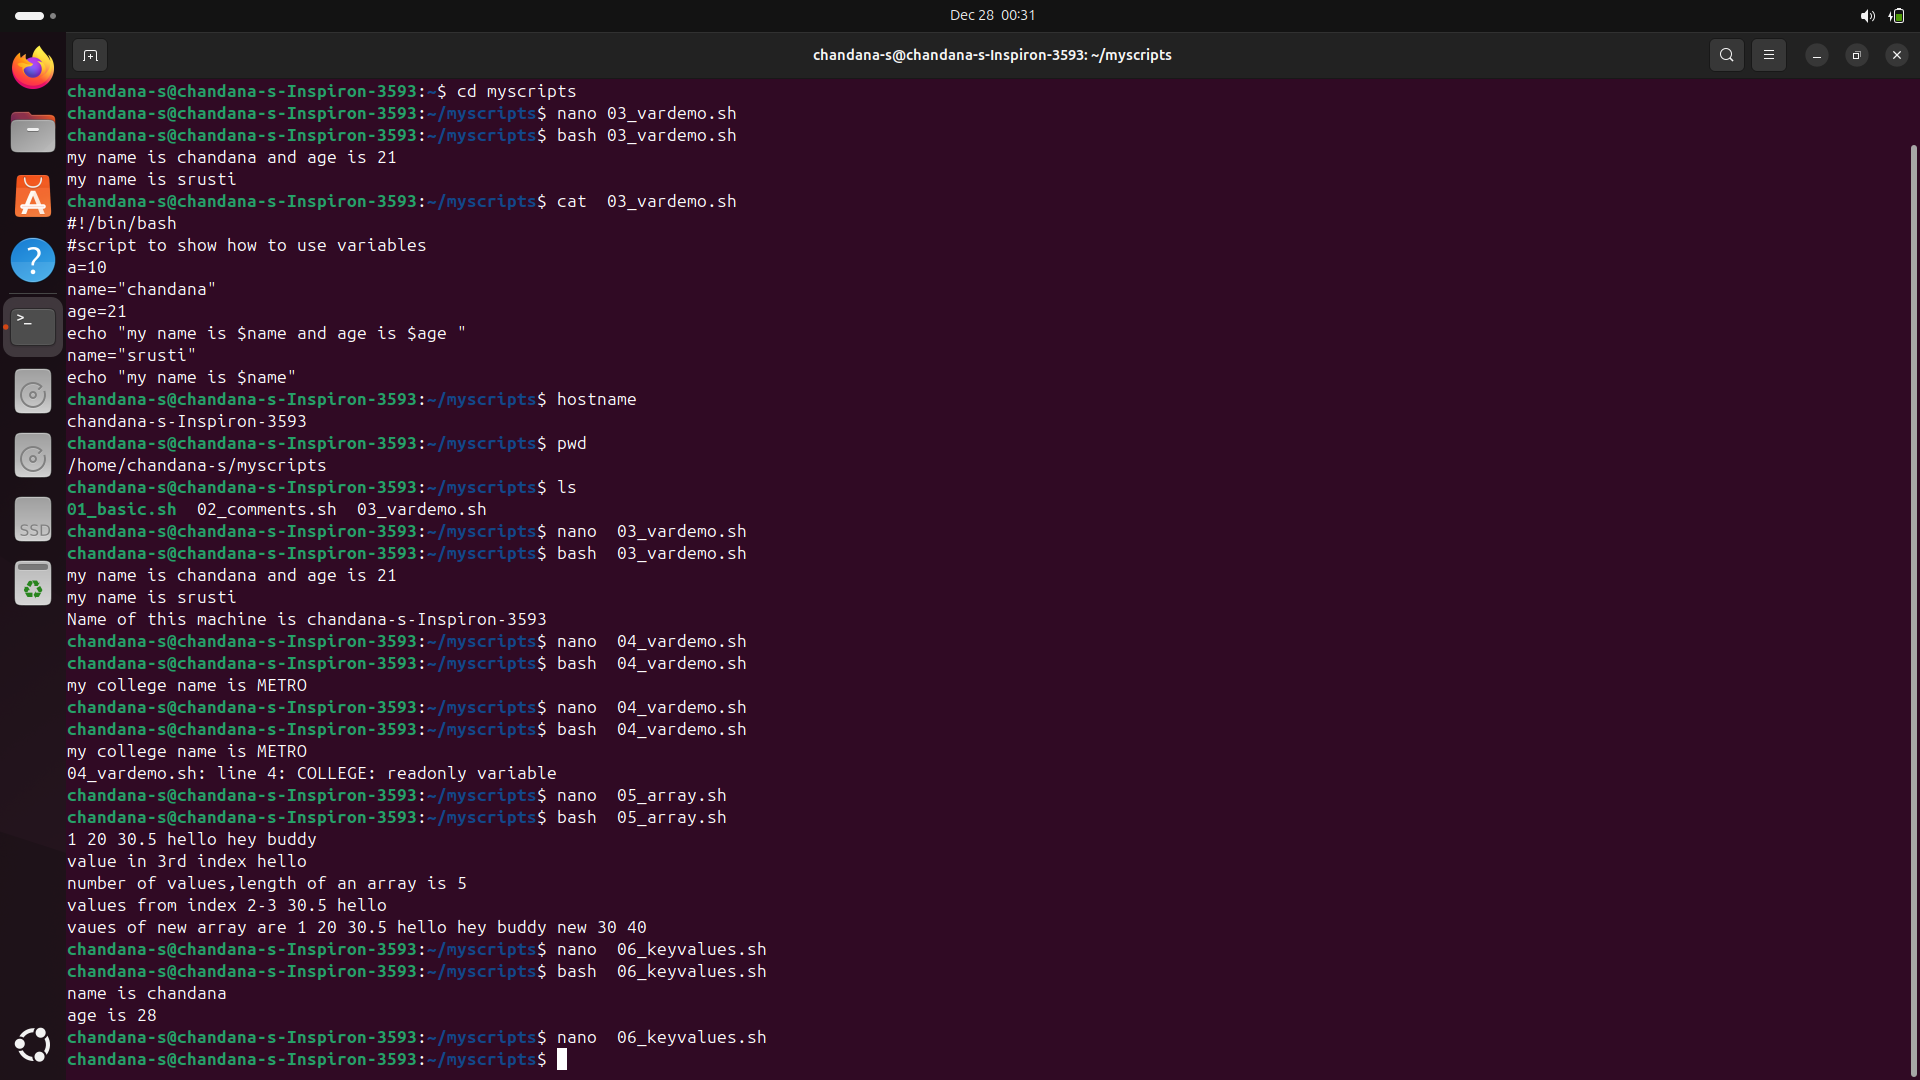 Dec 28 00:31
chandana-s@chandana-s-Inspiron-3593: ~/myscripts
chandana-s@chandana-s-Inspiron-3593:~$ cd myscripts
chandana-s@chandana-s-Inspiron-3593:~/myscripts$ nano 03_vardemo.sh
chandana-s@chandana-s-Inspiron-3593:~/myscripts$ bash 03_vardemo.sh
my name is chandana and age is 21
my name is srusti
chandana-s@chandana-s-Inspiron-3593:~/myscripts$ cat  03_vardemo.sh
#!/bin/bash
#script to show how to use variables
a=10
name="chandana"
age=21
echo "my name is $name and age is $age "
name="srusti"
echo "my name is $name"
chandana-s@chandana-s-Inspiron-3593:~/myscripts$ hostname
chandana-s-Inspiron-3593
chandana-s@chandana-s-Inspiron-3593:~/myscripts$ pwd
/home/chandana-s/myscripts
chandana-s@chandana-s-Inspiron-3593:~/myscripts$ ls
01_basic.sh  02_comments.sh  03_vardemo.sh
chandana-s@chandana-s-Inspiron-3593:~/myscripts$ nano  03_vardemo.sh
chandana-s@chandana-s-Inspiron-3593:~/myscripts$ bash  03_vardemo.sh
my name is chandana and age is 21
my name is srusti
Name of this machine is chandana-s-Inspiron-3593
chandana-s@chandana-s-Inspiron-3593:~/myscripts$ nano  04_vardemo.sh
chandana-s@chandana-s-Inspiron-3593:~/myscripts$ bash  04_vardemo.sh
my college name is METRO
chandana-s@chandana-s-Inspiron-3593:~/myscripts$ nano  04_vardemo.sh
chandana-s@chandana-s-Inspiron-3593:~/myscripts$ bash  04_vardemo.sh
my college name is METRO
04_vardemo.sh: line 4: COLLEGE: readonly variable
chandana-s@chandana-s-Inspiron-3593:~/myscripts$ nano  05_array.sh
chandana-s@chandana-s-Inspiron-3593:~/myscripts$ bash  05_array.sh
1 20 30.5 hello hey buddy
value in 3rd index hello
number of values,length of an array is 5
values from index 2-3 30.5 hello
vaues of new array are 1 20 30.5 hello hey buddy new 30 40
chandana-s@chandana-s-Inspiron-3593:~/myscripts$ nano  06_keyvalues.sh
chandana-s@chandana-s-Inspiron-3593:~/myscripts$ bash  06_keyvalues.sh
name is chandana
age is 28
chandana-s@chandana-s-Inspiron-3593:~/myscripts$ nano  06_keyvalues.sh
chandana-s@chandana-s-Inspiron-3593:~/myscripts$
SSD